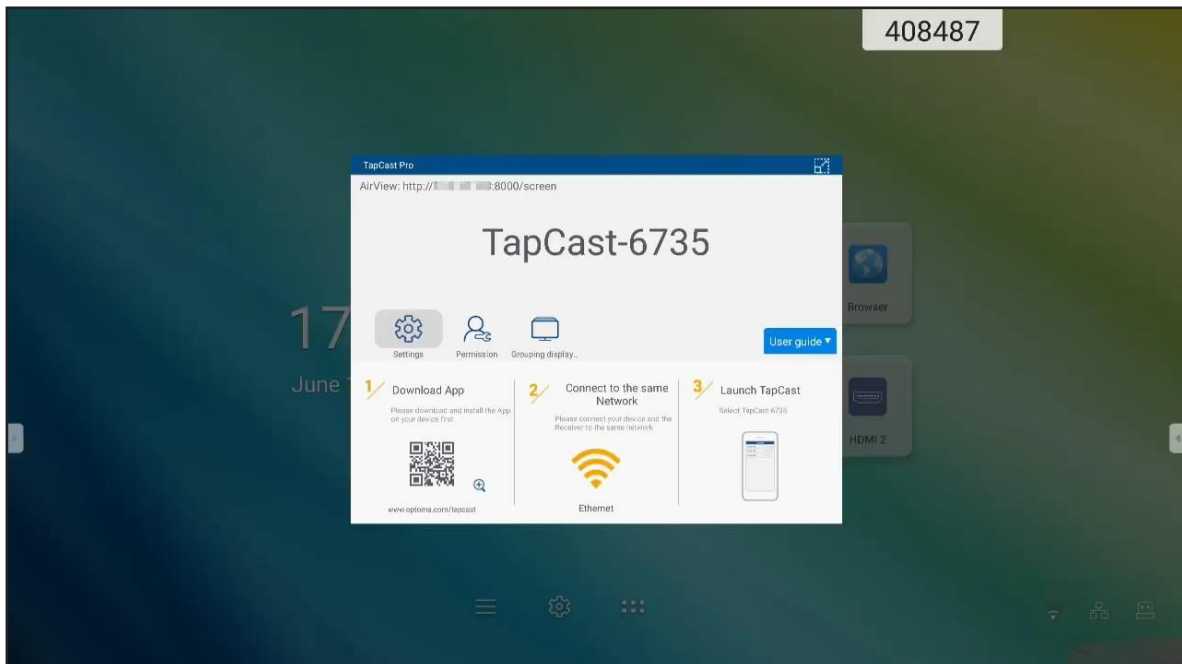 408487
TapCast Pro
AirView: http://:8000/screen
TapCast-6735
Browser
17
Settings
Permission
Grouping display..
User guide
June
HDMI 2
1/ Download App
Please download and install the App
on your device first
www.optoma.com/tapcast
2/ Connect to the same
Network
Please connect your device and the
Receiver to the same network.
Ethernet
3/ Launch TapCast
Select TapCast-6735